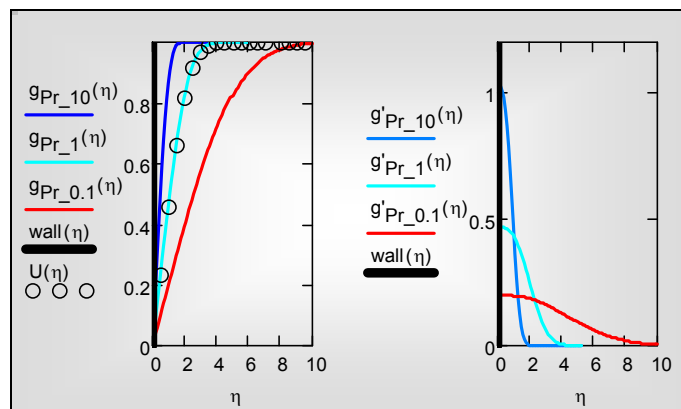 g_Pr_10(η)
g_Pr_1(η)
g_Pr_0.1(η)
wall(η)
U(η)
0.8
0.6
0.4
0.2
0
0 2 4 6 8 10
η
g'_Pr_10(η)
g'_Pr_1(η)
g'_Pr_0.1(η)
wall(η)
1
0.5
0
0 2 4 6 8 10
η